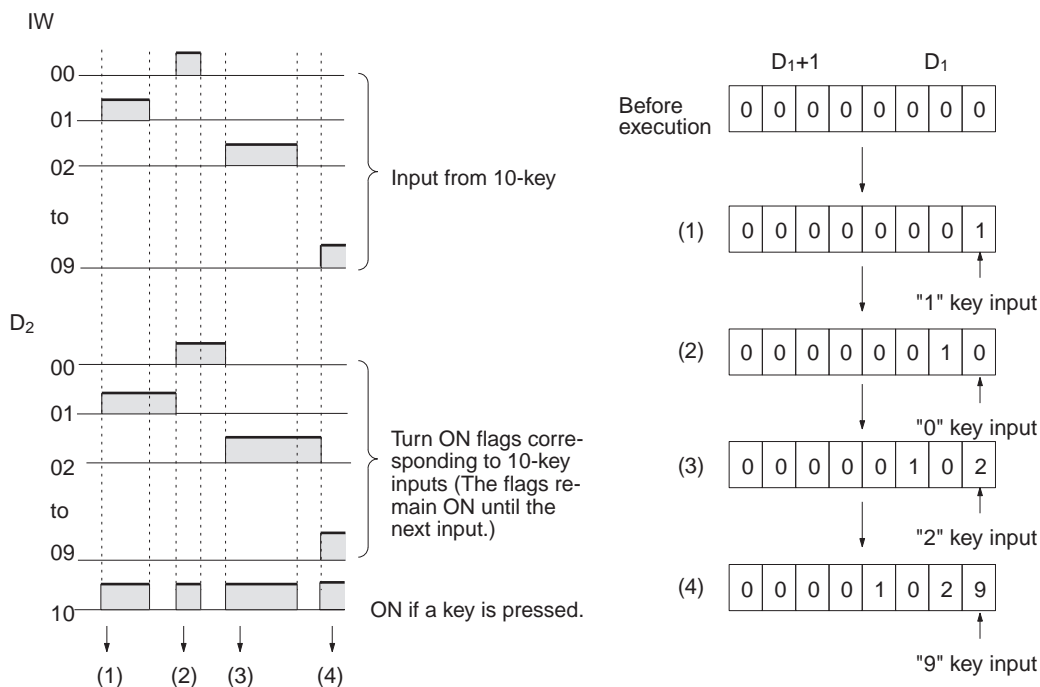 IW
00
01
02
to
09
Input from 10-key
D2
00
01
02
to
09
10
Turn ON flags corre-
sponding to 10-key
inputs (The flags re-
main ON until the
next input.)
ON if a key is pressed.
(1) (2) (3) (4)
D1+1 D1
Before
execution
0 0 0 0 0 0 0 0
(1) 0 0 0 0 0 0 0 1
"1" key input
(2) 0 0 0 0 0 0 1 0
"0" key input
(3) 0 0 0 0 0 1 0 2
"2" key input
(4) 0 0 0 0 1 0 2 9
"9" key input